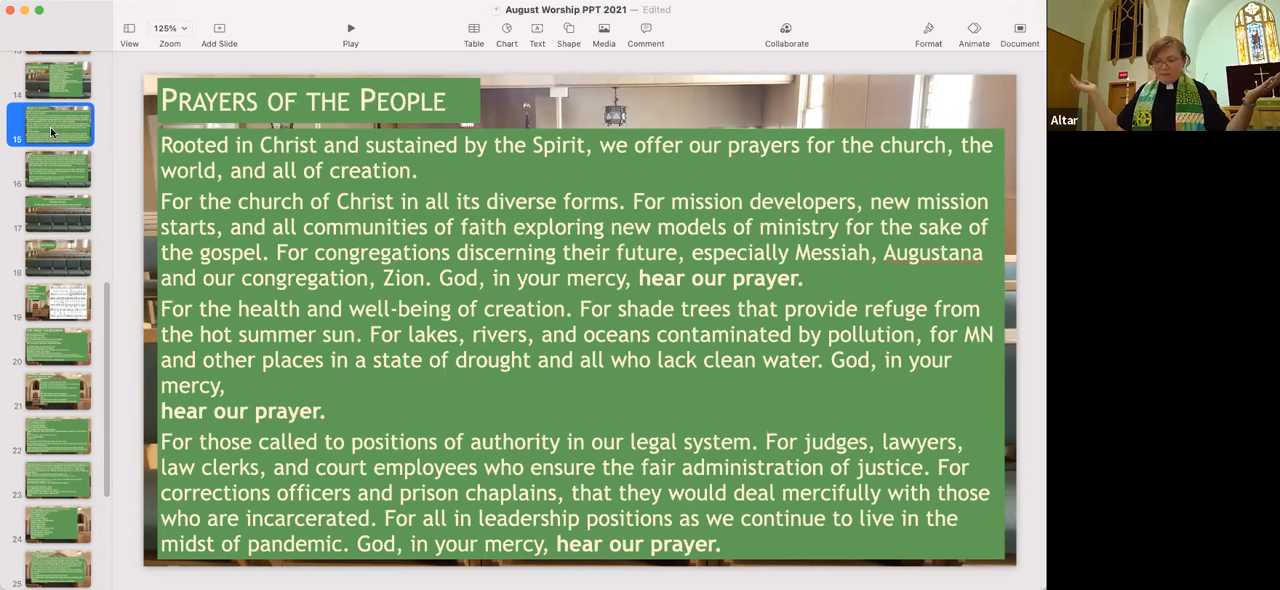 August Worship PPT 2021 — Edited
125%
View Zoom Add Slide Play Table Chart Text Shape Media Comment Collaborate Format Animate Document
14
15
16
17
18
19
20
21
22
23
24
25
PRAYERS OF THE PEOPLE
Rooted in Christ and sustained by the Spirit, we offer our prayers for the church, the
world, and all of creation.
For the church of Christ in all its diverse forms. For mission developers, new mission
starts, and all communities of faith exploring new models of ministry for the sake of
the gospel. For congregations discerning their future, especially Messiah, Augustana
and our congregation, Zion. God, in your mercy, hear our prayer.
For the health and well-being of creation. For shade trees that provide refuge from
the hot summer sun. For lakes, rivers, and oceans contaminated by pollution, for MN
and other places in a state of drought and all who lack clean water. God, in your
mercy,
hear our prayer.
For those called to positions of authority in our legal system. For judges, lawyers,
law clerks, and court employees who ensure the fair administration of justice. For
corrections officers and prison chaplains, that they would deal mercifully with those
who are incarcerated. For all in leadership positions as we continue to live in the
midst of pandemic. God, in your mercy, hear our prayer.
Altar